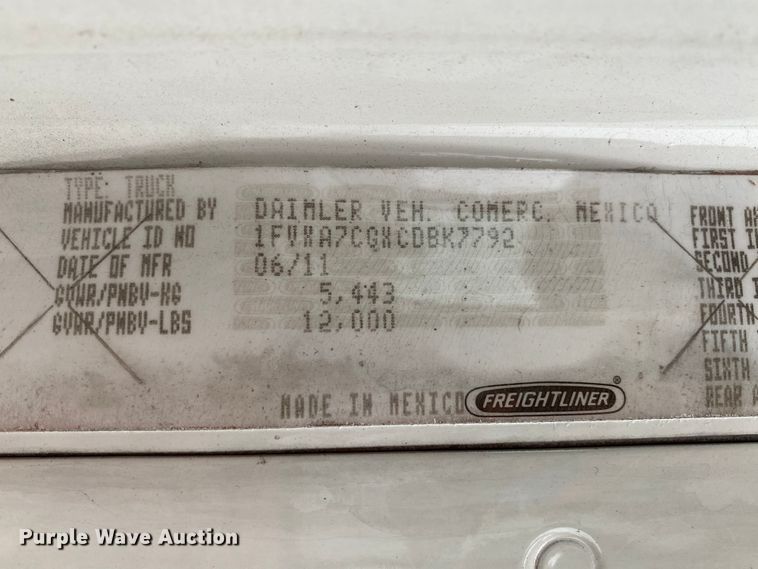 TYPE: TRUCK
MANUFACTURED BY DAIMLER VEH. COMERC. MEXICO
VEHICLE ID NO 1FVXA7CGXCDBK7792
DATE OF MFR 06/11
GVWR/PNBV-KG 5,443
GVWR/PNBV-LBS 12,000
MADE IN MEXICO FREIGHTLINER®
FRONT
FIRST
SECOND
THIRD
FOURTH
FIFTH
SIXTH
REAR
Purple Wave Auction